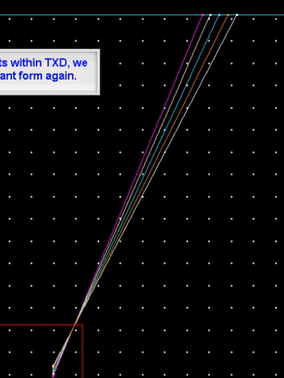 ts within TXD, we
ant form again.